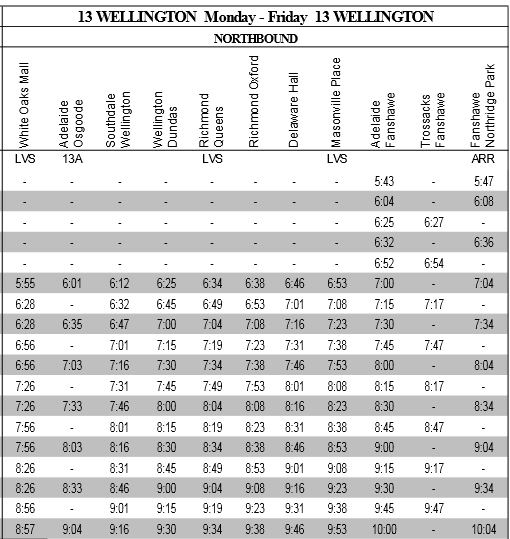 13 WELLINGTON Monday - Friday 13 WELLINGTON
NORTHBOUND
White Oaks Mall Adelaide Osgoode Southdale Wellington Wellington Dundas Richmond Queens Richmond Oxford Delaware Hall Masonville Place Adelaide Fanshawe Trossacks Fanshawe Fanshawe Northridge Park
LVS 13A LVS LVS ARR
- - - - - - - - 5:43 - 5:47
- - - - - - - - 6:04 - 6:08
- - - - - - - - 6:25 6:27 -
- - - - - - - - 6:32 - 6:36
- - - - - - - - 6:52 6:54 -
5:55 6:01 6:12 6:25 6:34 6:38 6:46 6:53 7:00 - 7:04
6:28 - 6:32 6:45 6:49 6:53 7:01 7:08 7:15 7:17 -
6:28 6:35 6:47 7:00 7:04 7:08 7:16 7:23 7:30 - 7:34
6:56 - 7:01 7:15 7:19 7:23 7:31 7:38 7:45 7:47 -
6:56 7:03 7:16 7:30 7:34 7:38 7:46 7:53 8:00 - 8:04
7:26 - 7:31 7:45 7:49 7:53 8:01 8:08 8:15 8:17 -
7:26 7:33 7:46 8:00 8:04 8:08 8:16 8:23 8:30 - 8:34
7:56 - 8:01 8:15 8:19 8:23 8:31 8:38 8:45 8:47 -
7:56 8:03 8:16 8:30 8:34 8:38 8:46 8:53 9:00 - 9:04
8:26 - 8:31 8:45 8:49 8:53 9:01 9:08 9:15 9:17 -
8:26 8:33 8:46 9:00 9:04 9:08 9:16 9:23 9:30 - 9:34
8:56 - 9:01 9:15 9:19 9:23 9:31 9:38 9:45 9:47 -
8:57 9:04 9:16 9:30 9:34 9:38 9:46 9:53 10:00 - 10:04